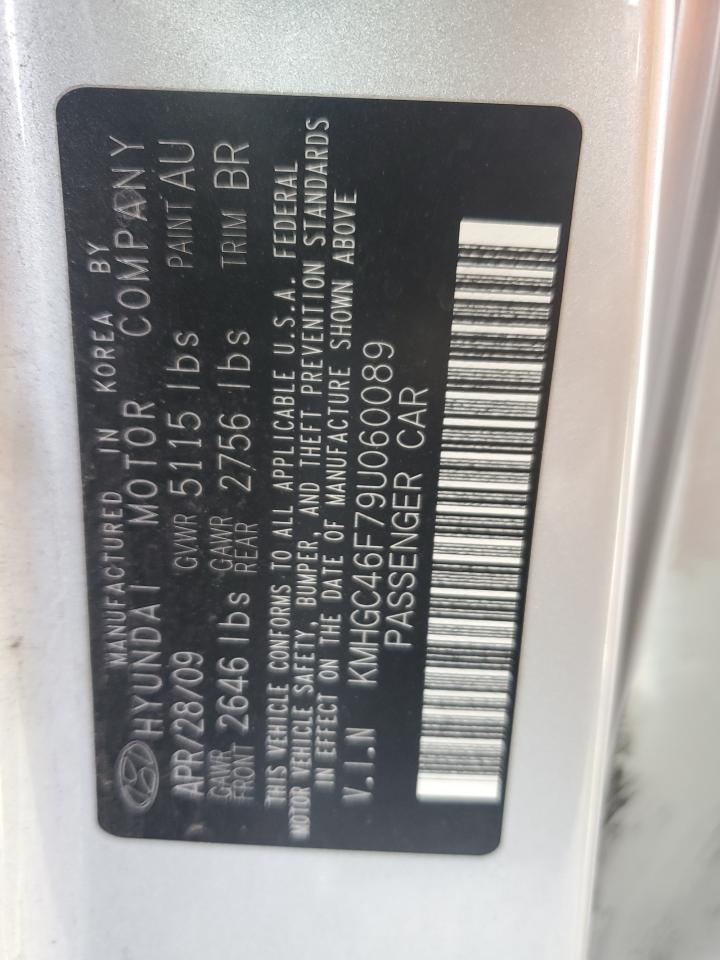 MANUFACTURED IN KOREA BY
HYUNDAI MOTOR COMPANY
APR/28/09 GVWR 5115 lbs PAINT AU
GAWR FRONT 2646 lbs GAWR REAR 2756 lbs TRIM BR
THIS VEHICLE CONFORMS TO ALL APPLICABLE U.S.A. FEDERAL
MOTOR VEHICLE SAFETY, BUMPER, AND THEFT PREVENTION STANDARDS
IN EFFECT ON THE DATE OF MANUFACTURE SHOWN ABOVE
V.I.N KMHGC46F79U060089
PASSENGER CAR